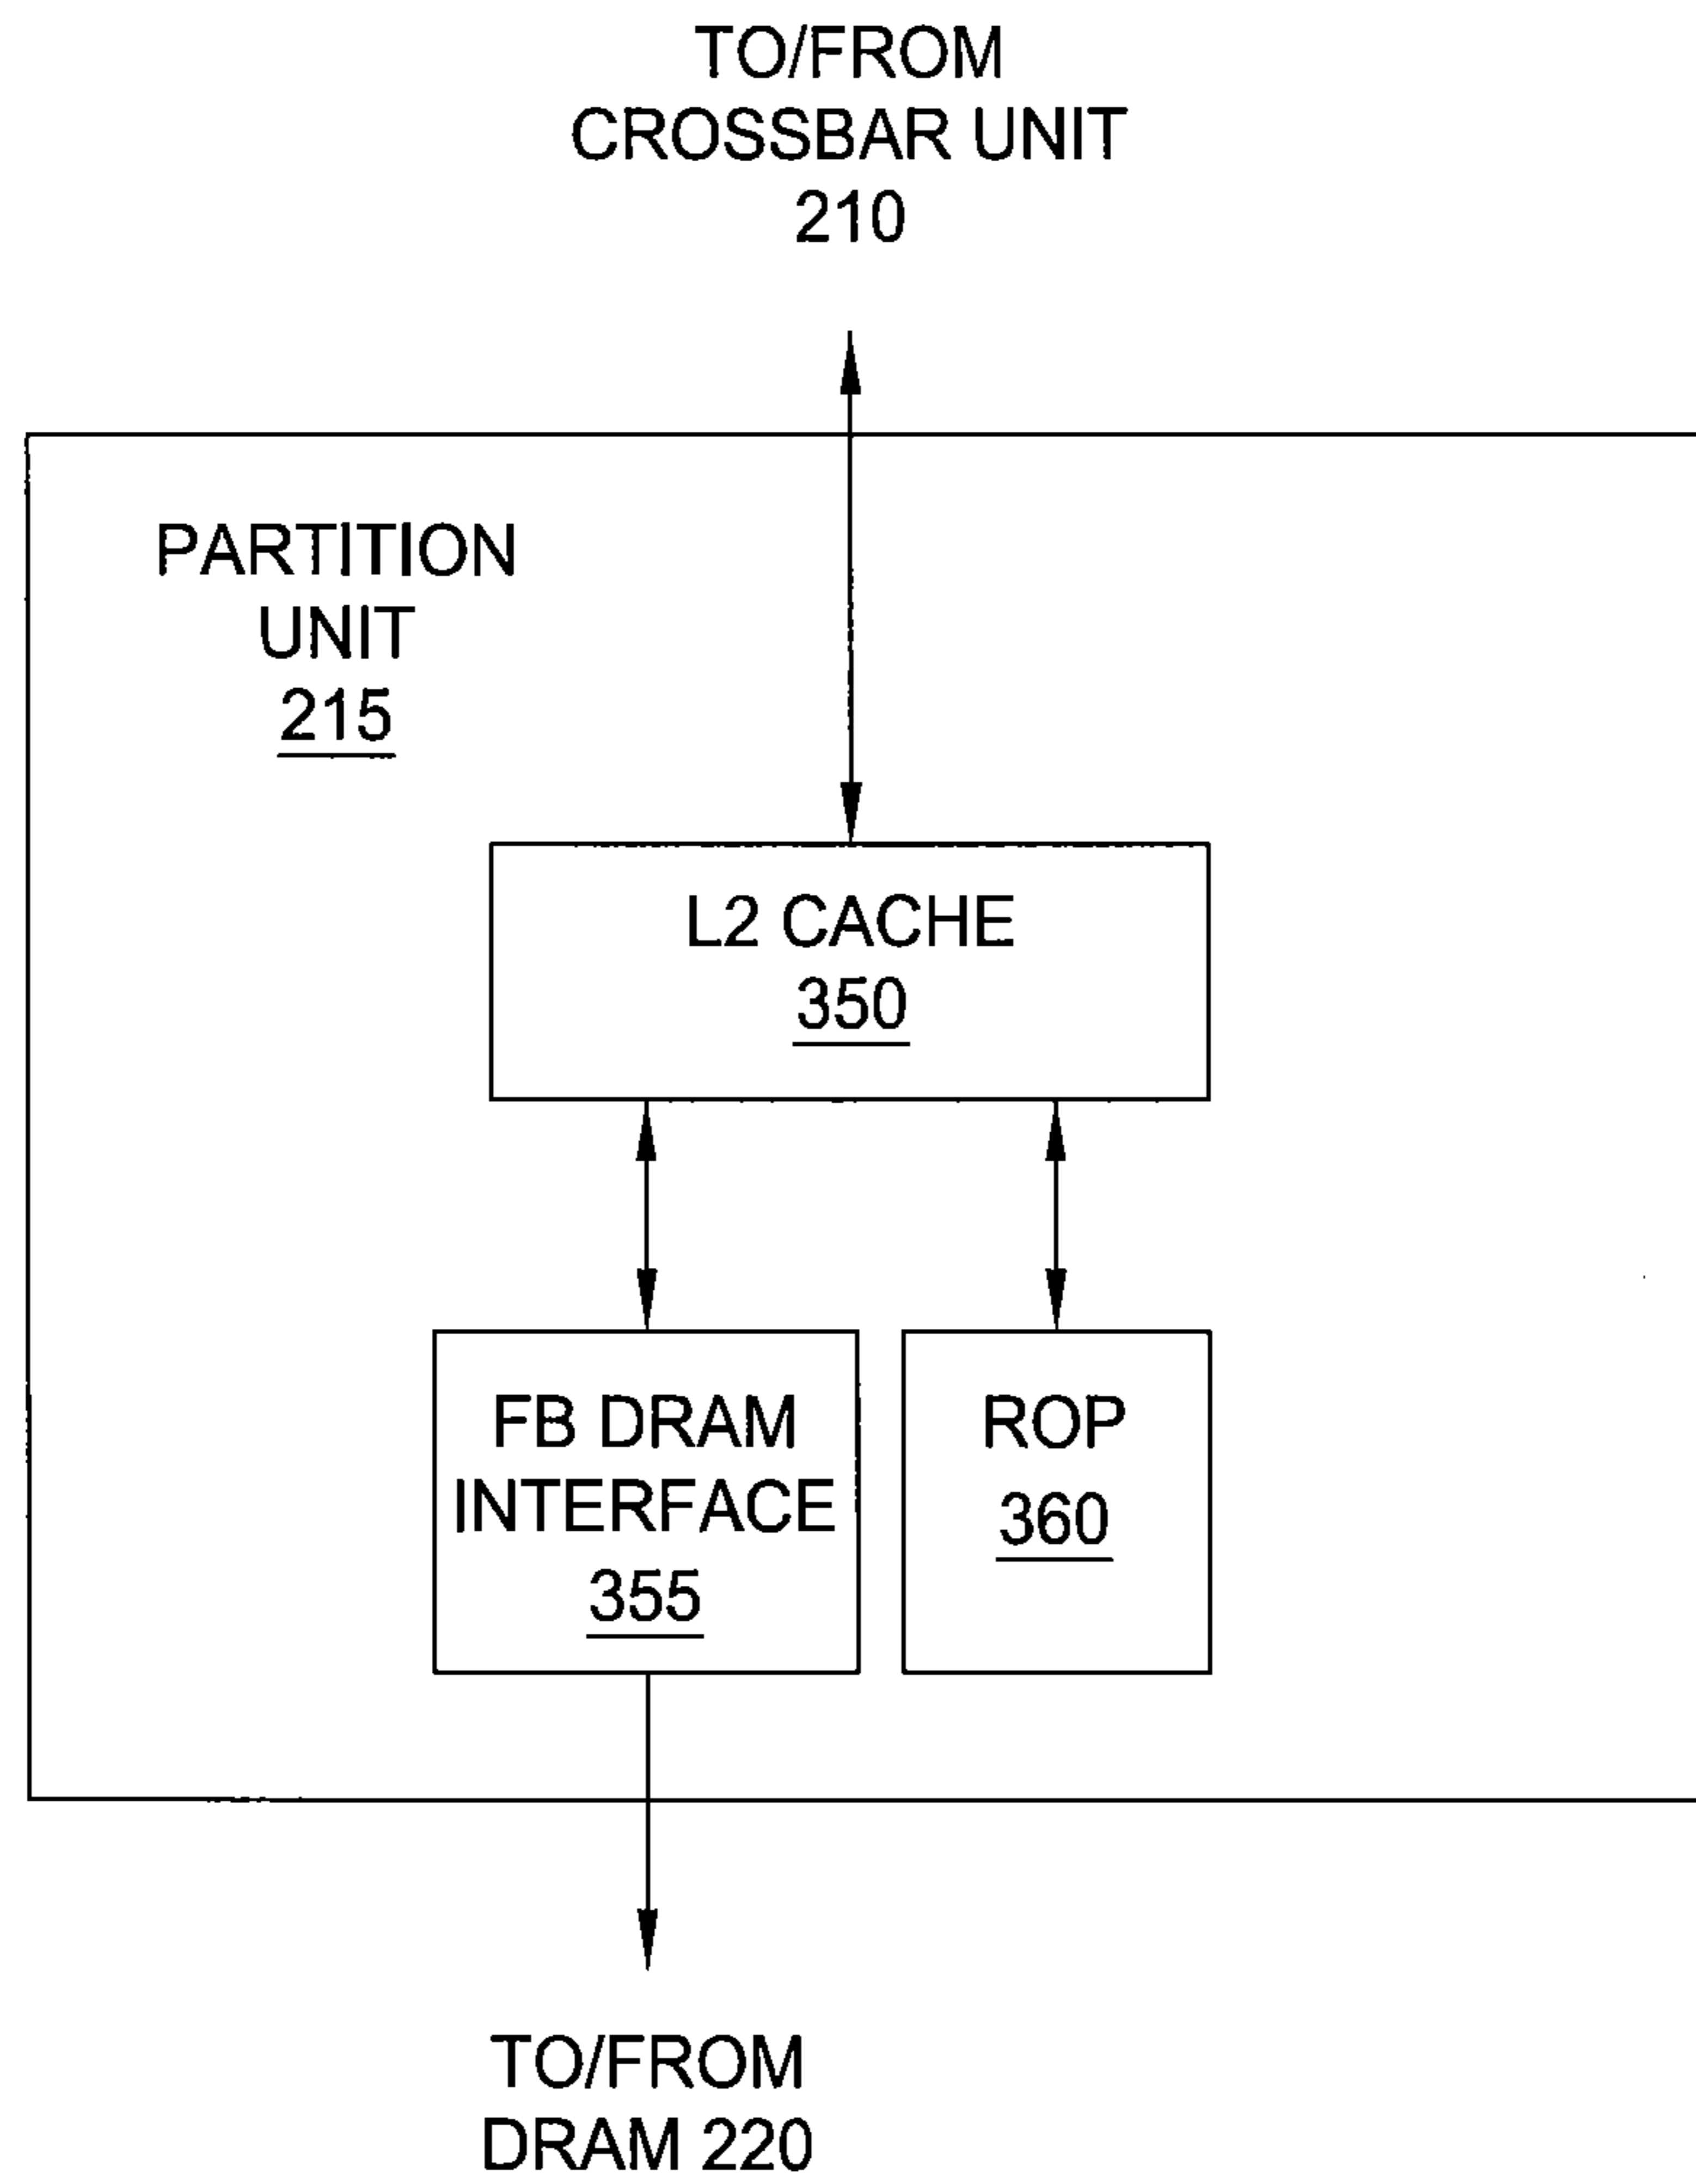 TO/FROM
CROSSBAR UNIT
210
PARTITION
UNIT
215
L2 CACHE
350
FB DRAM
INTERFACE
355
ROP
360
TO/FROM
DRAM 220